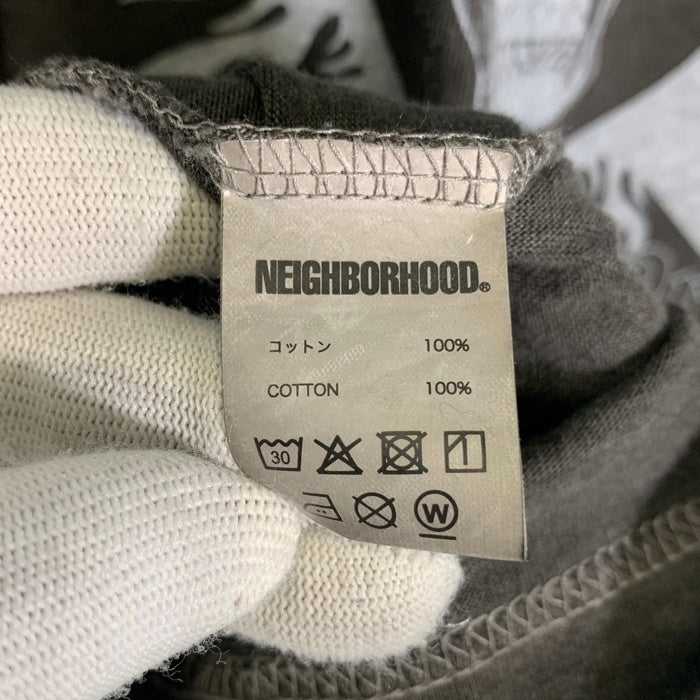 NEIGHBORHOOD®
コットン 100%
COTTON 100%
30
W